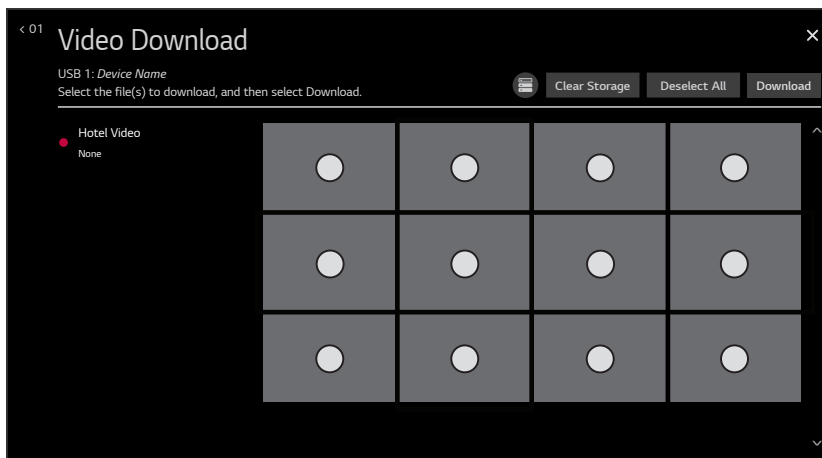 < 01
Video Download
USB 1: Device Name
Select the file(s) to download, and then select Download.
Clear Storage
Deselect All
Download
Hotel Video
None